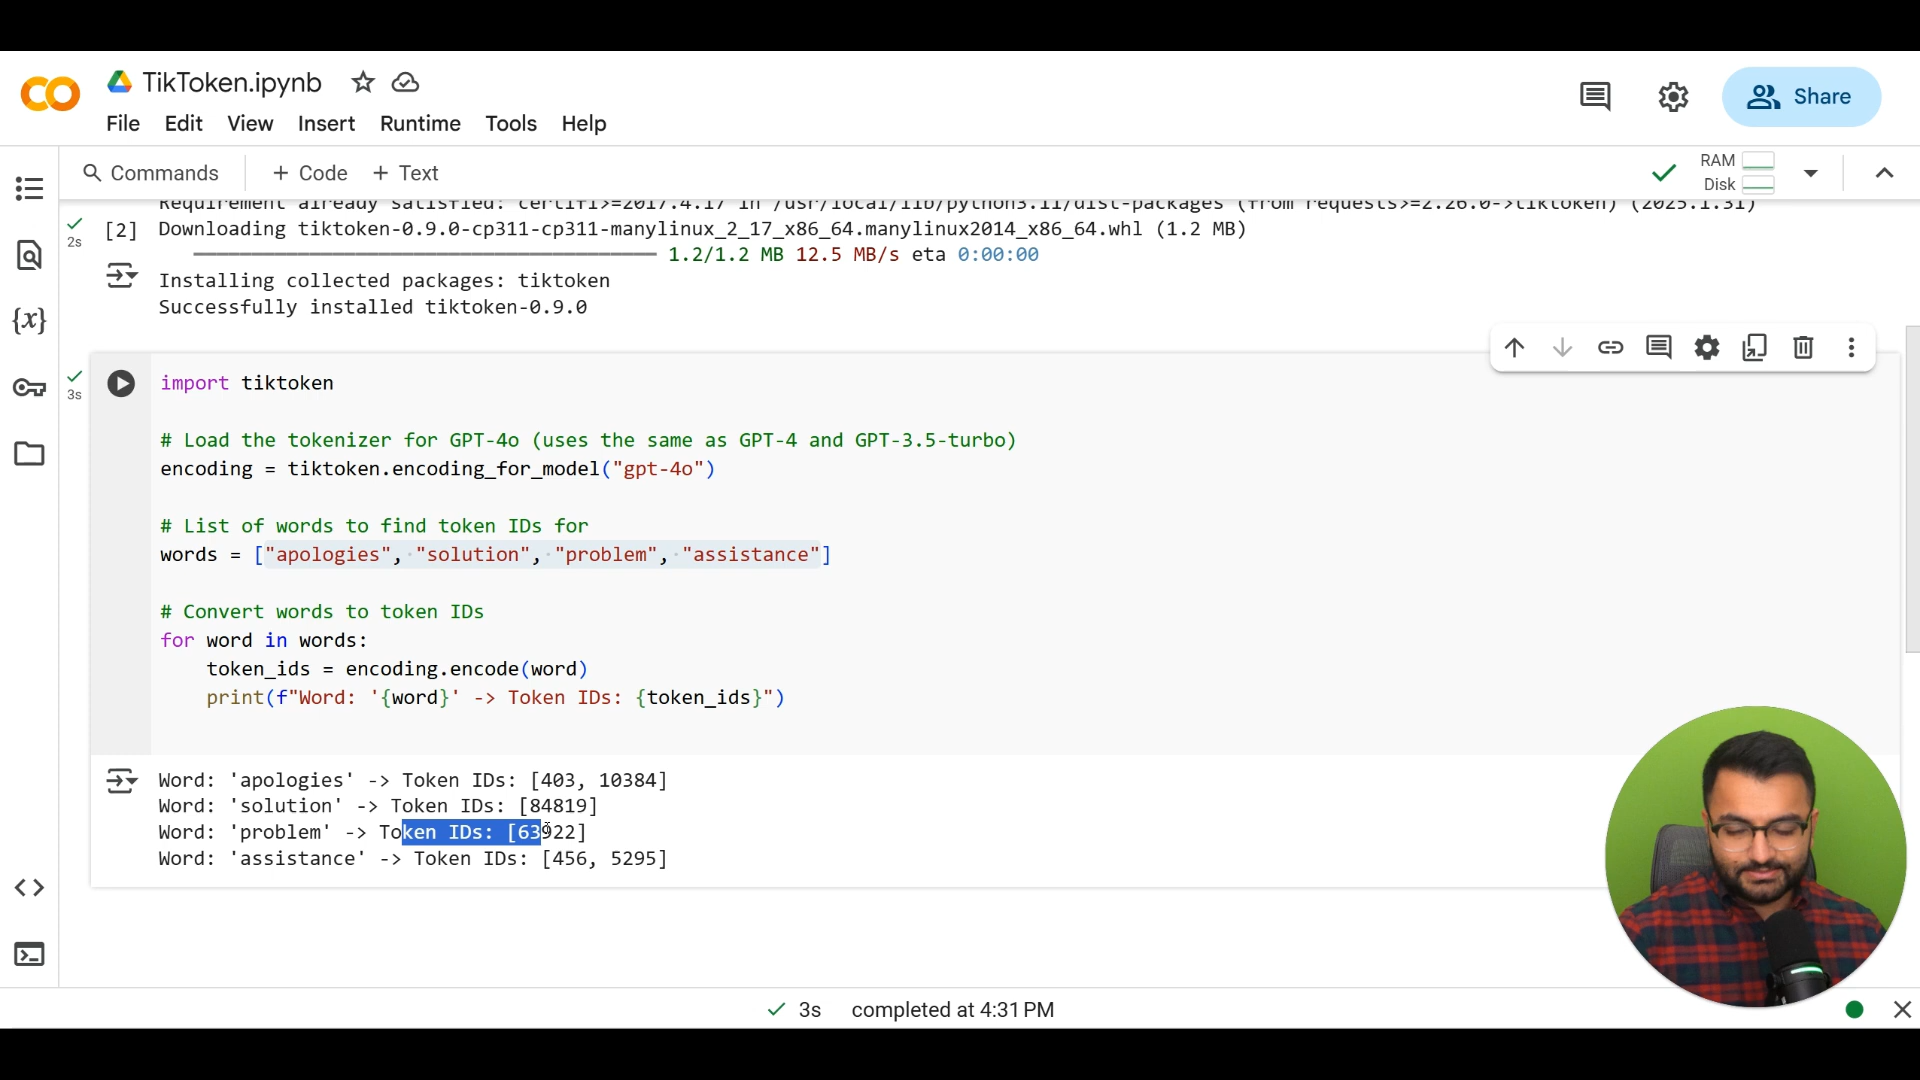 TikToken.ipynb
File Edit View Insert Runtime Tools Help
Share
Commands + Code + Text
RAM
Disk
Requirement already satisfied: certifi>=2017.4.17 in /usr/local/lib/python3.11/dist-packages (from requests>=2.26.0->tiktoken) (2025.1.31)
2s
[2]
Downloading tiktoken-0.9.0-cp311-cp311-manylinux_2_17_x86_64.manylinux2014_x86_64.whl (1.2 MB)
1.2/1.2 MB 12.5 MB/s eta 0:00:00
Installing collected packages: tiktoken
Successfully installed tiktoken-0.9.0
{x}
3s
import tiktoken
# Load the tokenizer for GPT-4o (uses the same as GPT-4 and GPT-3.5-turbo)
encoding = tiktoken.encoding_for_model("gpt-4o")
# List of words to find token IDs for
words = ["apologies", "solution", "problem", "assistance"]
# Convert words to token IDs
for word in words:
    token_ids = encoding.encode(word)
    print(f"Word: '{word}' -> Token IDs: {token_ids}")
Word: 'apologies' -> Token IDs: [403, 10384]
Word: 'solution' -> Token IDs: [84819]
Word: 'problem' -> Token IDs: [63922]
Word: 'assistance' -> Token IDs: [456, 5295]
3s completed at 4:31 PM